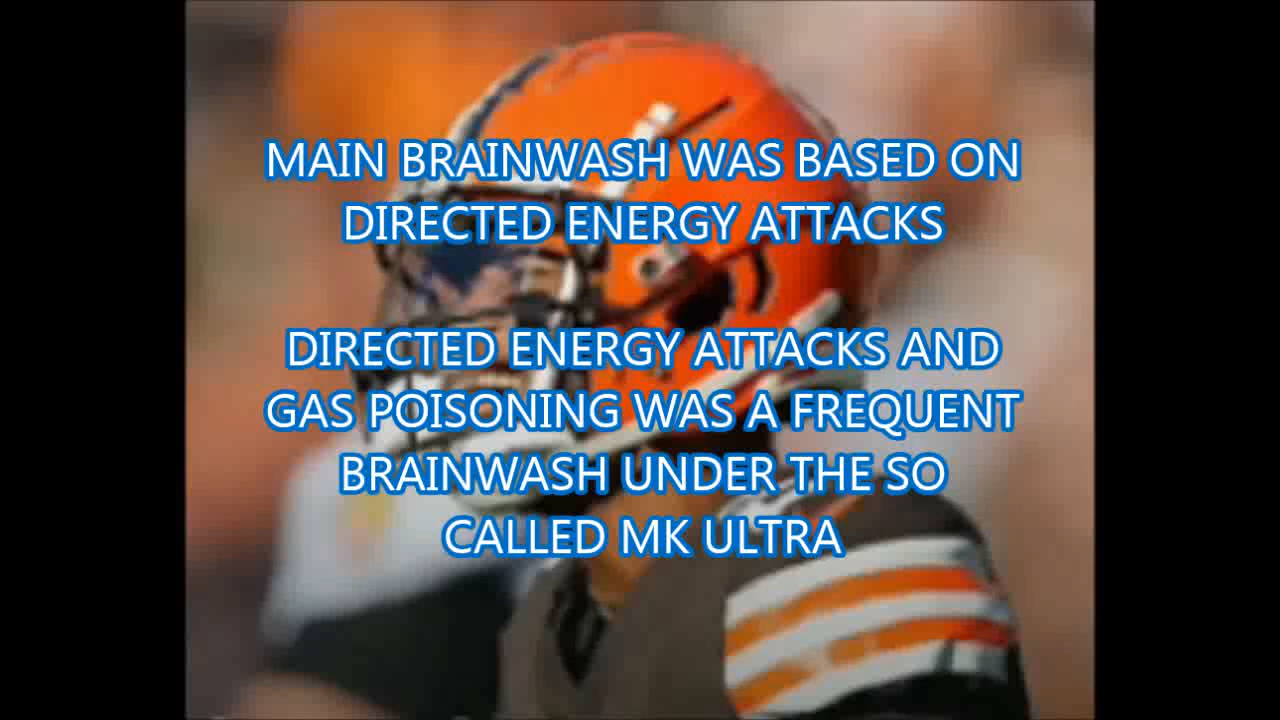 MAIN BRAINWASH WAS BASED ON
DIRECTED ENERGY ATTACKS
DIRECTED ENERGY ATTACKS AND
GAS POISONING WAS A FREQUENT
BRAINWASH UNDER THE SO
CALLED MK ULTRA